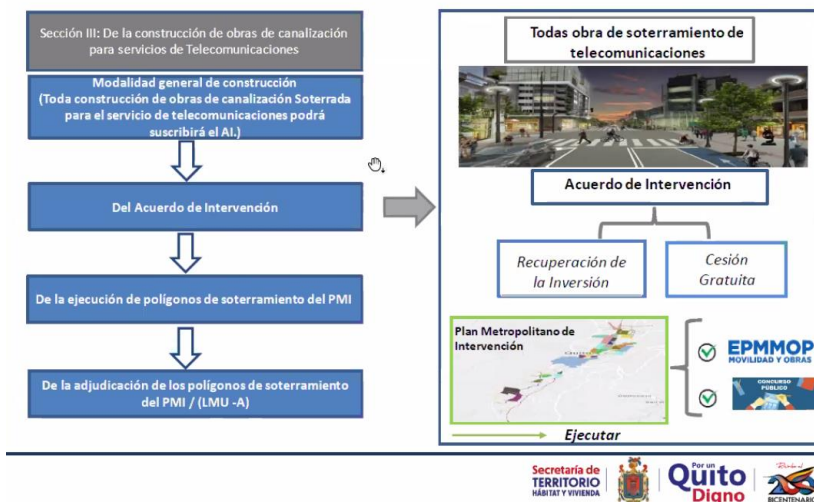 Sección III: De la construcción de obras de canalización
para servicios de Telecomunicaciones
Modalidad general de construcción
(Toda construcción de obras de canalización Soterrada
para el servicio de telecomunicaciones podrá
suscribirá el AI.)
Del Acuerdo de Intervención
De la ejecución de polígonos de soterramiento del PMI
De la adjudicación de los polígonos de soterramiento
del PMI / (LMU -A)
Todas obra de soterramiento de
telecomunicaciones
Acuerdo de Intervención
Recuperación de
la Inversión
Cesión
Gratuita
Plan Metropolitano de
Intervención
EPMMOP
MOVILIDAD Y OBRAS
CONCURSO
PÚBLICO
Ejecutar
Secretaría de
TERRITORIO
HÁBITAT Y VIVIENDA
Por un
Quito
Digno
BICENTENARIO